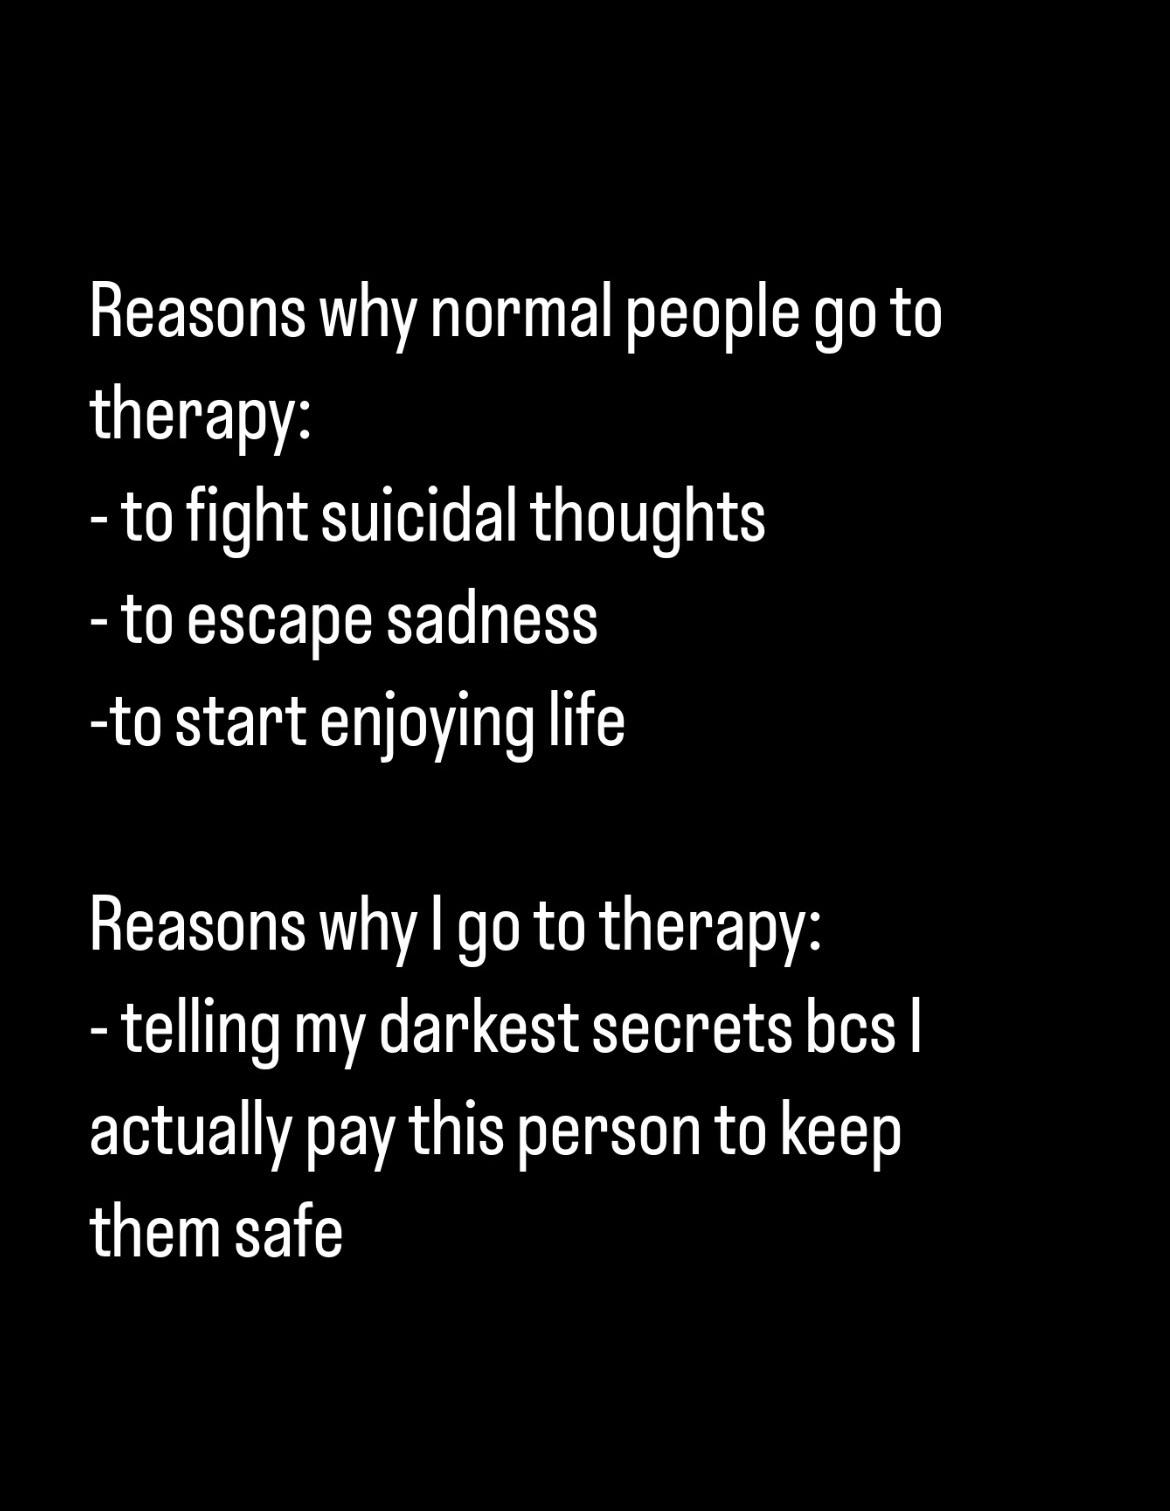 Reasons why normal people go to
therapy:
- to fight suicidal thoughts
- to escape sadness
-to start enjoying life
Reasons why I go to therapy:
- telling my darkest secrets bcs I
actually pay this person to keep
them safe